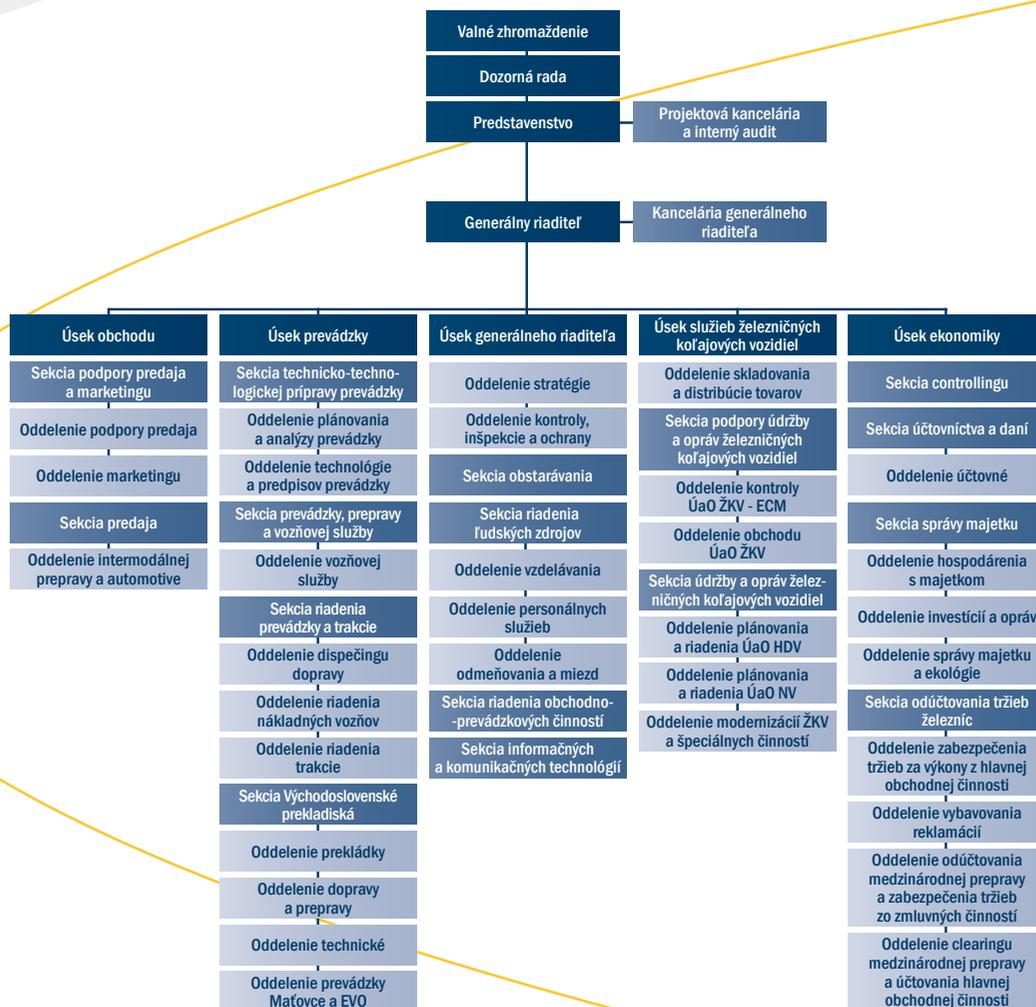 Valné zhromaždenie
Dozorná rada
Predstavenstvo
Projektová kancelária
a interný audit
Generálny riaditeľ
Kancelária generálneho
riaditeľa
Úsek obchodu
Sekcia podpory predaja
a marketingu
Oddelenie podpory predaja
Oddelenie marketingu
Sekcia predaja
Oddelenie intermodálnej
prepravy a automotive
Úsek prevádzky
Sekcia technicko-techno-
logickej prípravy prevádzky
Oddelenie plánovania
a analýzy prevádzky
Oddelenie technológie
a predpisov prevádzky
Sekcia prevádzky, prepravy
a vozňovej služby
Oddelenie vozňovej
služby
Sekcia riadenia
prevádzky a trakcie
Oddelenie dispečingu
dopravy
Oddelenie riadenia
nákladných vozňov
Oddelenie riadenia
trakcie
Sekcia Východoslovenské
prekladiská
Oddelenie prekládky
Oddelenie dopravy
a prepravy
Oddelenie technické
Oddelenie prevádzky
Maťovce a EVO
Úsek generálneho riaditeľa
Oddelenie stratégie
Oddelenie kontroly,
inšpekcie a ochrany
Sekcia obstarávania
Sekcia riadenia
ľudských zdrojov
Oddelenie vzdelávania
Oddelenie personálnych
služieb
Oddelenie
odmeňovania a miezd
Sekcia riadenia obchodno-
-prevádzkových činností
Sekcia informačných
a komunikačných technológií
Úsek služieb železničných
koľajových vozidiel
Oddelenie skladovania
a distribúcie tovarov
Sekcia podpory údržby
a opráv železničných
koľajových vozidiel
Oddelenie kontroly
ÚaO ŽKV - ECM
Oddelenie obchodu
ÚaO ŽKV
Sekcia údržby a opráv želez-
ničných koľajových vozidiel
Oddelenie plánovania
a riadenia ÚaO HDV
Oddelenie plánovania
a riadenia ÚaO NV
Oddelenie modernizácií ŽKV
a špeciálnych činností
Úsek ekonomiky
Sekcia controllingu
Sekcia účtovníctva a daní
Oddelenie účtovné
Sekcia správy majetku
Oddelenie hospodárenia
s majetkom
Oddelenie investícií a opráv
Oddelenie správy majetku
a ekológie
Sekcia odúčtovania tržieb
železníc
Oddelenie zabezpečenia
tržieb za výkony z hlavnej
obchodnej činnosti
Oddelenie vybavovania
reklamácií
Oddelenie odúčtovania
medzinárodnej prepravy
a zabezpečenia tržieb
zo zmluvných činností
Oddelenie clearingu
medzinárodnej prepravy
a účtovania hlavnej
obchodnej činnosti